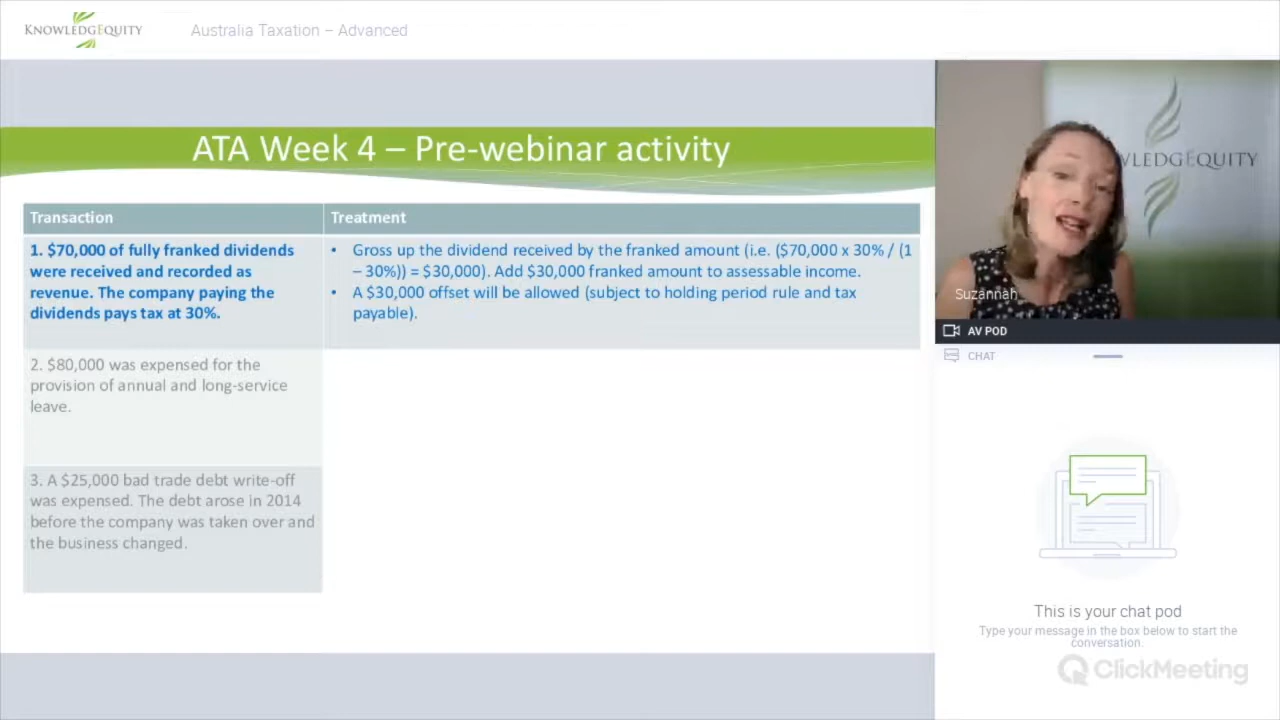 KNOWLEDGEQUITY
Australia Taxation – Advanced
ATA Week 4 – Pre-webinar activity
Transaction
Treatment
1. $70,000 of fully franked dividends
were received and recorded as
revenue. The company paying the
dividends pays tax at 30%.
• Gross up the dividend received by the franked amount (i.e. ($70,000 x 30% / (1
– 30%)) = $30,000). Add $30,000 franked amount to assessable income.
• A $30,000 offset will be allowed (subject to holding period rule and tax
payable).
2. $80,000 was expensed for the
provision of annual and long-service
leave.
3. A $25,000 bad trade debt write-off
was expensed. The debt arose in 2014
before the company was taken over and
the business changed.
WLEDGEQUITY
Suzannah
AV POD
CHAT
This is your chat pod
Type your message in the box below to start the
conversation.
ClickMeeting